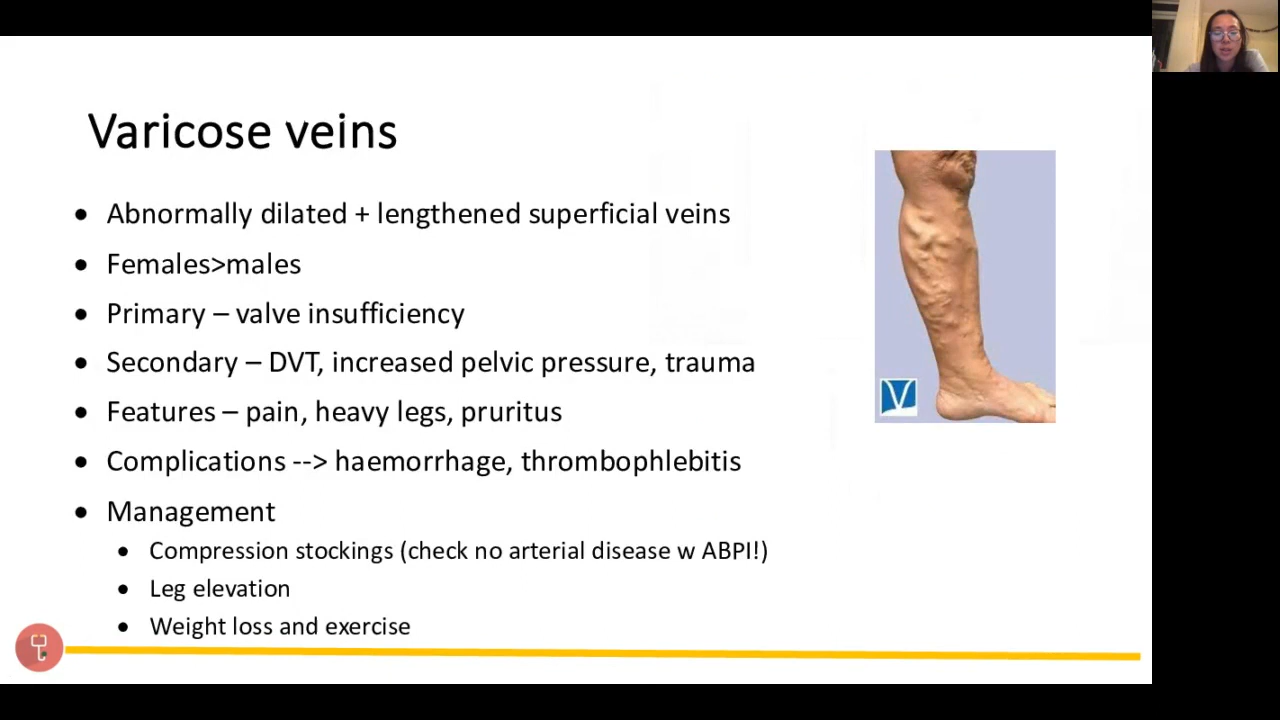 Varicose veins
• Abnormally dilated + lengthened superficial veins
• Females>males
• Primary – valve insufficiency
• Secondary – DVT, increased pelvic pressure, trauma
• Features – pain, heavy legs, pruritus
• Complications --> haemorrhage, thrombophlebitis
• Management
• Compression stockings (check no arterial disease w ABPI!)
• Leg elevation
• Weight loss and exercise
V